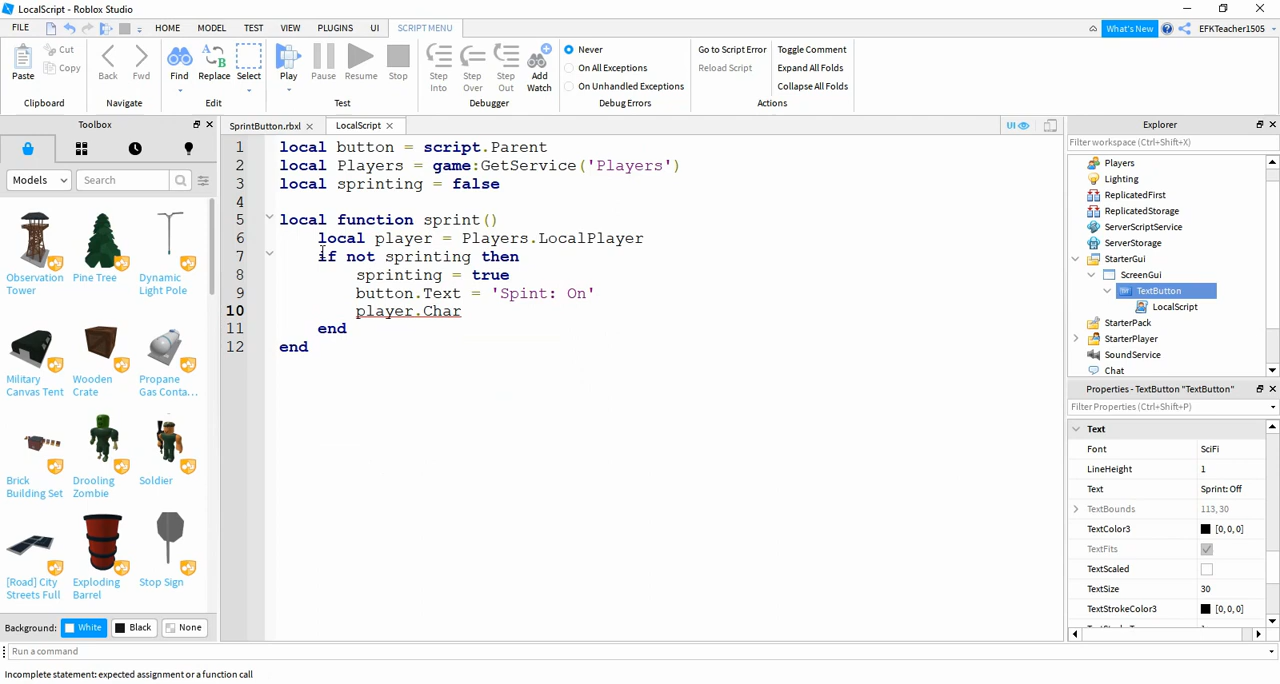 LocalScript - Roblox Studio
FILE HOME MODEL TEST VIEW PLUGINS UI SCRIPT MENU What's New EFKTeacher1505
Paste Cut Copy Back Fwd Find Replace Select Play Pause Resume Stop Step Into Step Over Step Out Add Watch
Never
On All Exceptions
On Unhandled Exceptions
Go to Script Error Toggle Comment
Reload Script Expand All Folds
Collapse All Folds
Clipboard Navigate Edit Test Debugger Debug Errors Actions
Toolbox
Models Search
Observation Tower
Pine Tree
Dynamic Light Pole
Military Canvas Tent
Wooden Crate
Propane Gas Conta...
Brick Building Set
Drooling Zombie
Soldier
[Road] City Streets Full
Exploding Barrel
Stop Sign
Background: White Black None
SprintButton.rbxl LocalScript UI
1 local button = script.Parent
2 local Players = game:GetService('Players')
3 local sprinting = false
4
5 local function sprint()
6 local player = Players.LocalPlayer
7 if not sprinting then
8 sprinting = true
9 button.Text = 'Spint: On'
10 player.Char
11 end
12 end
Explorer
Filter workspace (Ctrl+Shift+X)
Players
Lighting
ReplicatedFirst
ReplicatedStorage
ServerScriptService
ServerStorage
StarterGui
ScreenGui
TextButton
LocalScript
StarterPack
StarterPlayer
SoundService
Chat
Properties - TextButton "TextButton"
Filter Properties (Ctrl+Shift+P)
Text
Font SciFi
LineHeight 1
Text Sprint: Off
TextBounds 113, 30
TextColor3 [0, 0, 0]
TextFits
TextScaled
TextSize 30
TextStrokeColor3 [0, 0, 0]
Run a command
Incomplete statement: expected assignment or a function call